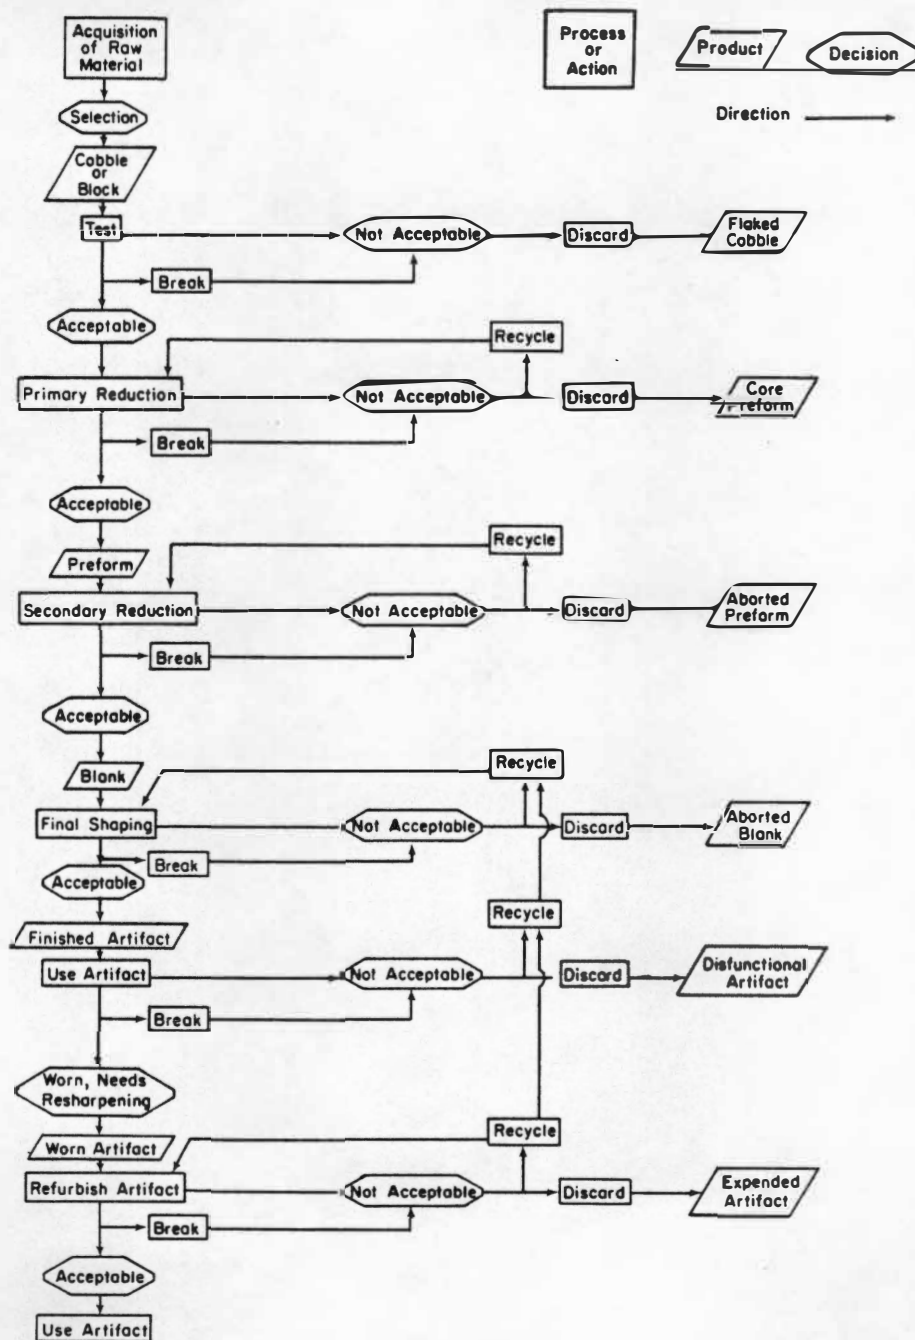 Acquisition
of Raw
Material
Process
or
Action
Product
Decision
Direction
Selection
Cobble
or
Block
Test
Not Acceptable
Discard
Flaked
Cobble
Break
Acceptable
Recycle
Primary Reduction
Not Acceptable
Discard
Core
Preform
Break
Acceptable
Recycle
Preform
Secondary Reduction
Not Acceptable
Discard
Aborted
Preform
Break
Acceptable
Recycle
Blank
Final Shaping
Not Acceptable
Discard
Aborted
Blank
Break
Acceptable
Recycle
Finished Artifact
Use Artifact
Not Acceptable
Discard
Disfunctional
Artifact
Break
Worn, Needs
Resharpening
Recycle
Worn Artifact
Refurbish Artifact
Not Acceptable
Discard
Expended
Artifact
Break
Acceptable
Use Artifact